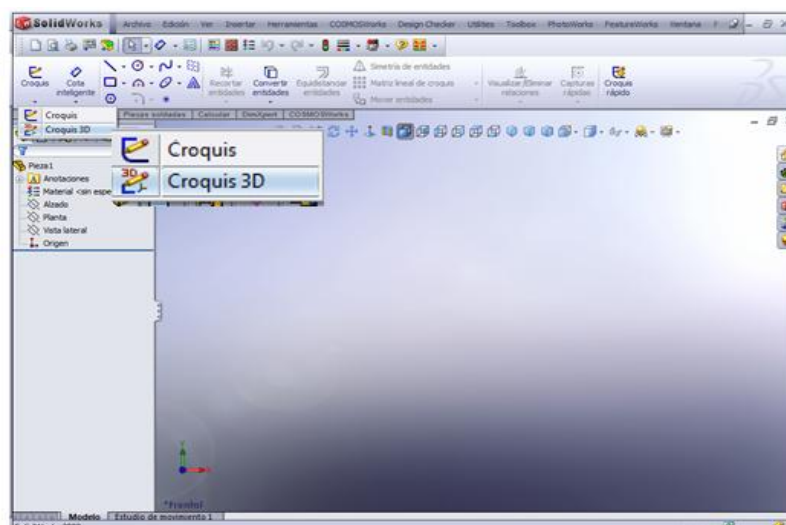 SolidWorks Archivo Edición Ver Insertar Herramientas COSMOSWorks Design Checker Utilities Toolbox PhotoWorks FeatureWorks Ventana ?
Croquis Cota inteligente Recortar entidades Convertir entidades Equidistanciar entidades Simetría de entidades
Matriz lineal de croquis
Mover entidades
Visualizar/Eliminar relaciones Capturas rápidas Croquis rápido
Croquis
Croquis 3D
Piezas soldadas Calcular DimXpert COSMOSWorks
Croquis
3D Croquis 3D
Pieza1
Anotaciones
Material <sin espe
Alzado
Planta
Vista lateral
Origen
*Frontal
Modelo Estudio de movimiento 1